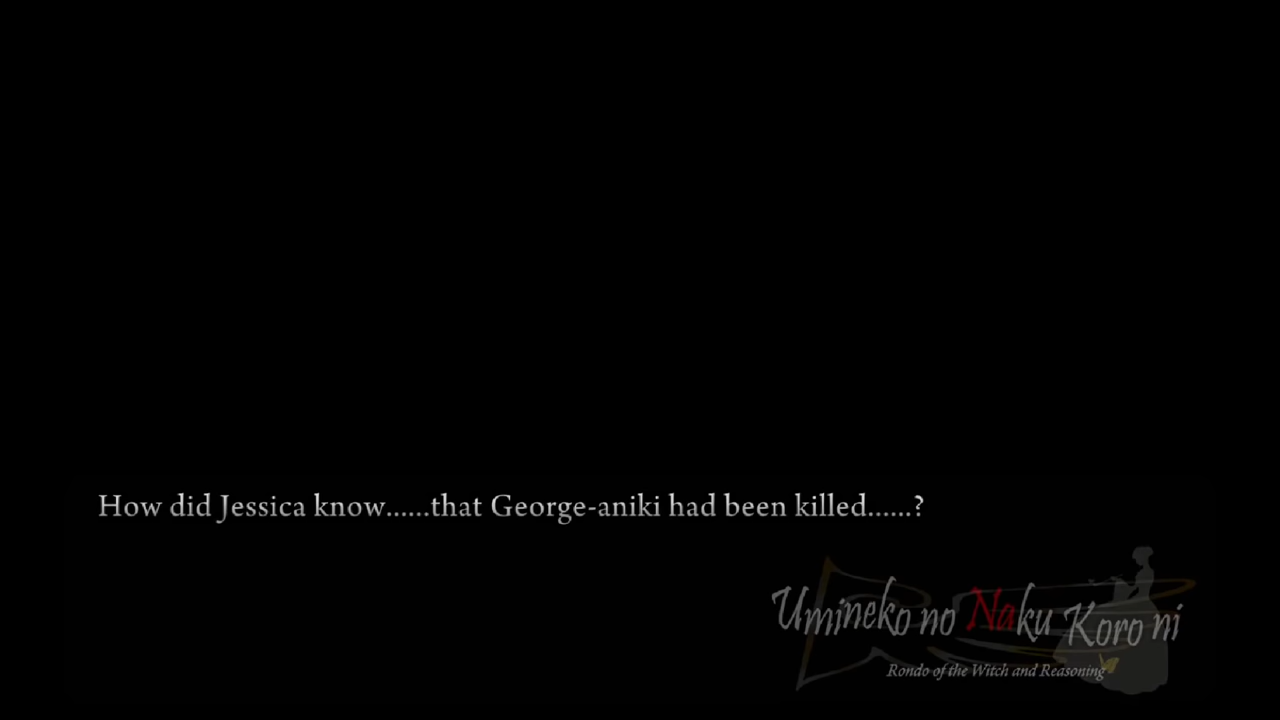 How did Jessica know......that George-aniki had been killed......?
Umineko no Naku Koro ni
Rondo of the Witch and Reasoning